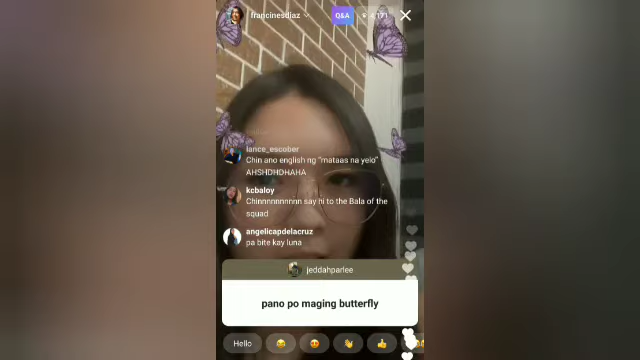 francinesdiaz
Q&A
lance_escober
Chin ano english ng "mataas na yelo"
AHSHDHDHAHA
kcbaloy
Chinnnnnnnnnn say hi to the Bala of the
squad
angelicapdelacruz
pa bite kay luna
jeddahparlee
pano po maging butterfly
Hello